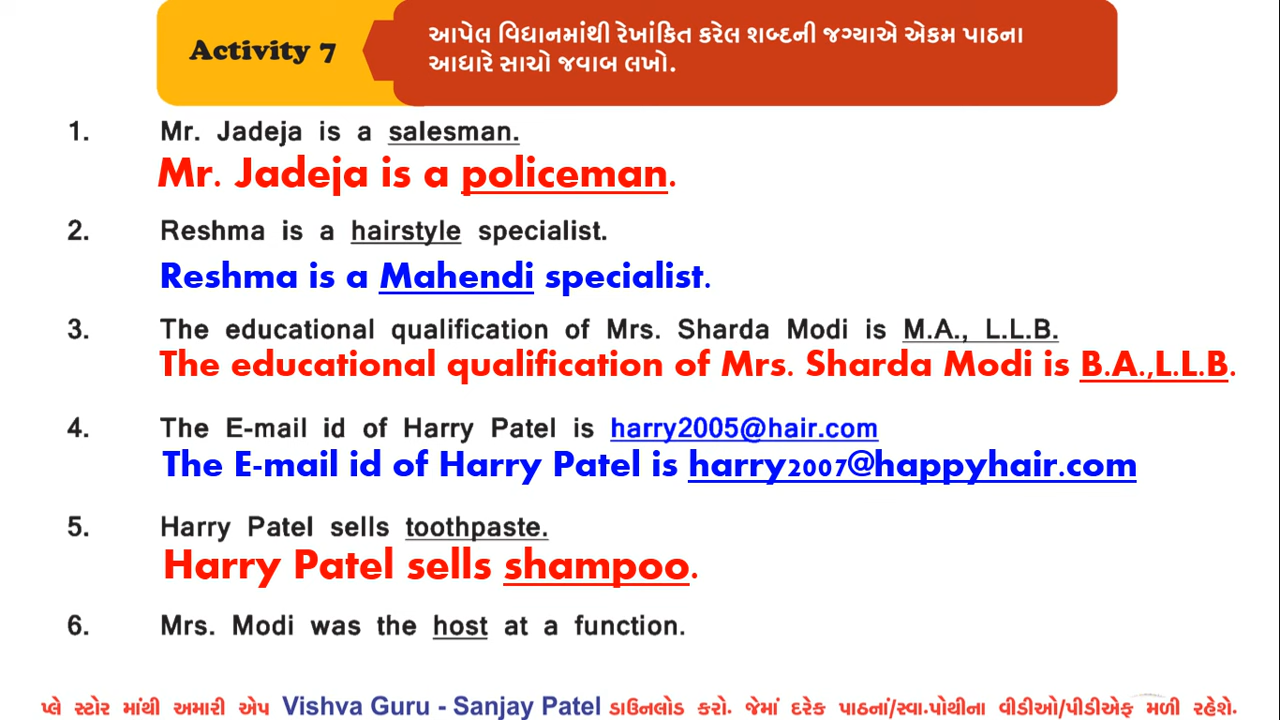 Activity 7
આપેલ વિધાનમાંથી રેખાંકિત કરેલ શબ્દની જગ્યાએ એકમ પાઠના
આધારે સાચો જવાબ લખો.
1. Mr. Jadeja is a salesman.
Mr. Jadeja is a policeman.
2. Reshma is a hairstyle specialist.
Reshma is a Mahendi specialist.
3. The educational qualification of Mrs. Sharda Modi is M.A., L.L.B.
The educational qualification of Mrs. Sharda Modi is B.A.,L.L.B.
4. The E-mail id of Harry Patel is harry2005@hair.com
The E-mail id of Harry Patel is harry2007@happyhair.com
5. Harry Patel sells toothpaste.
Harry Patel sells shampoo.
6. Mrs. Modi was the host at a function.
પ્લે સ્ટોર માંથી અમારી એપ Vishva Guru - Sanjay Patel ડાઉનલોડ કરો. જેમાં દરેક પાઠનાં/સ્વા.પોથીના વીડીઓ/પીડીએફ મળી રહેશે.